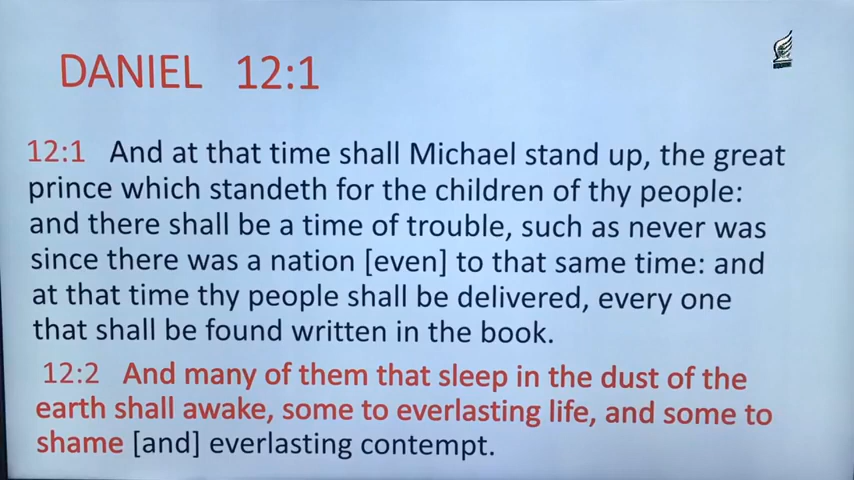 DANIEL 12:1
12:1 And at that time shall Michael stand up, the great
prince which standeth for the children of thy people:
and there shall be a time of trouble, such as never was
since there was a nation [even] to that same time: and
at that time thy people shall be delivered, every one
that shall be found written in the book.
12:2 And many of them that sleep in the dust of the
earth shall awake, some to everlasting life, and some to
shame [and] everlasting contempt.